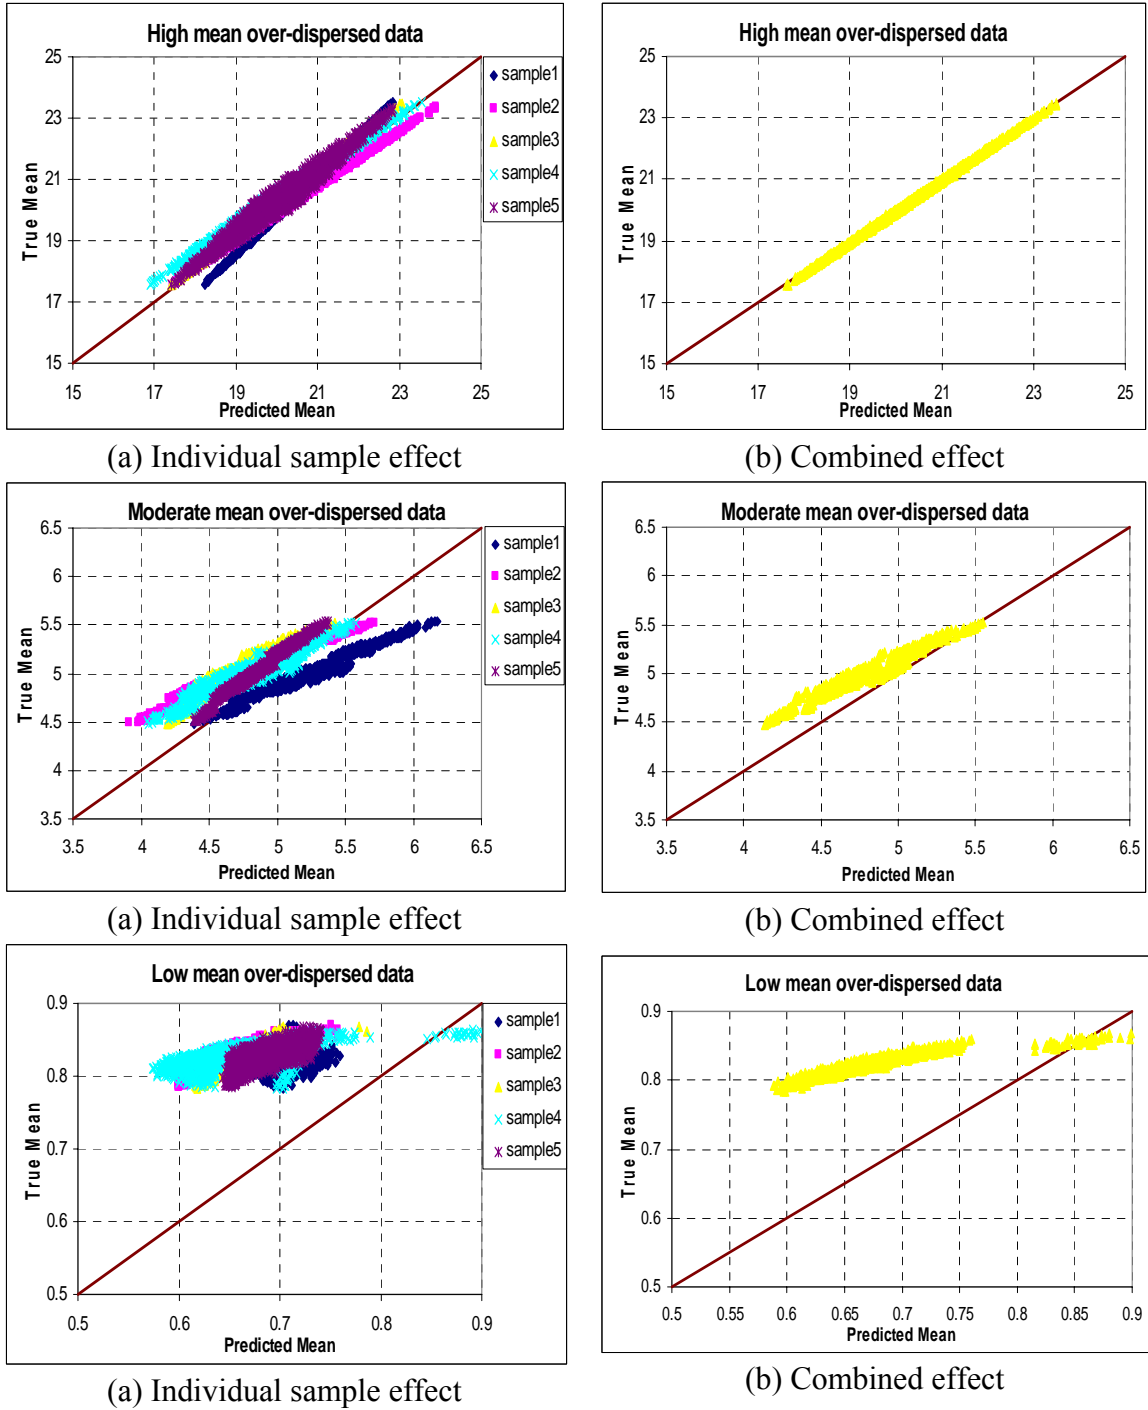 High mean over-dispersed data
25
23
21
19
17
15
True Mean
15 17 19 21 23 25
Predicted Mean
sample1
sample2
sample3
sample4
sample5
(a) Individual sample effect
High mean over-dispersed data
25
23
21
19
17
15
True Mean
15 17 19 21 23 25
Predicted Mean
(b) Combined effect
Moderate mean over-dispersed data
6.5
6
5.5
5
4.5
4
3.5
True Mean
3.5 4 4.5 5 5.5 6 6.5
Predicted Mean
sample1
sample2
sample3
sample4
sample5
(a) Individual sample effect
Moderate mean over-dispersed data
6.5
6
5.5
5
4.5
4
3.5
True Mean
3.5 4 4.5 5 5.5 6 6.5
Predicted Mean
(b) Combined effect
Low mean over-dispersed data
0.9
0.8
0.7
0.6
0.5
True Mean
0.5 0.6 0.7 0.8 0.9
Predicted Mean
sample1
sample2
sample3
sample4
sample5
(a) Individual sample effect
Low mean over-dispersed data
0.9
0.8
0.7
0.6
0.5
True Mean
0.5 0.55 0.6 0.65 0.7 0.75 0.8 0.85 0.9
Predicted Mean
(b) Combined effect